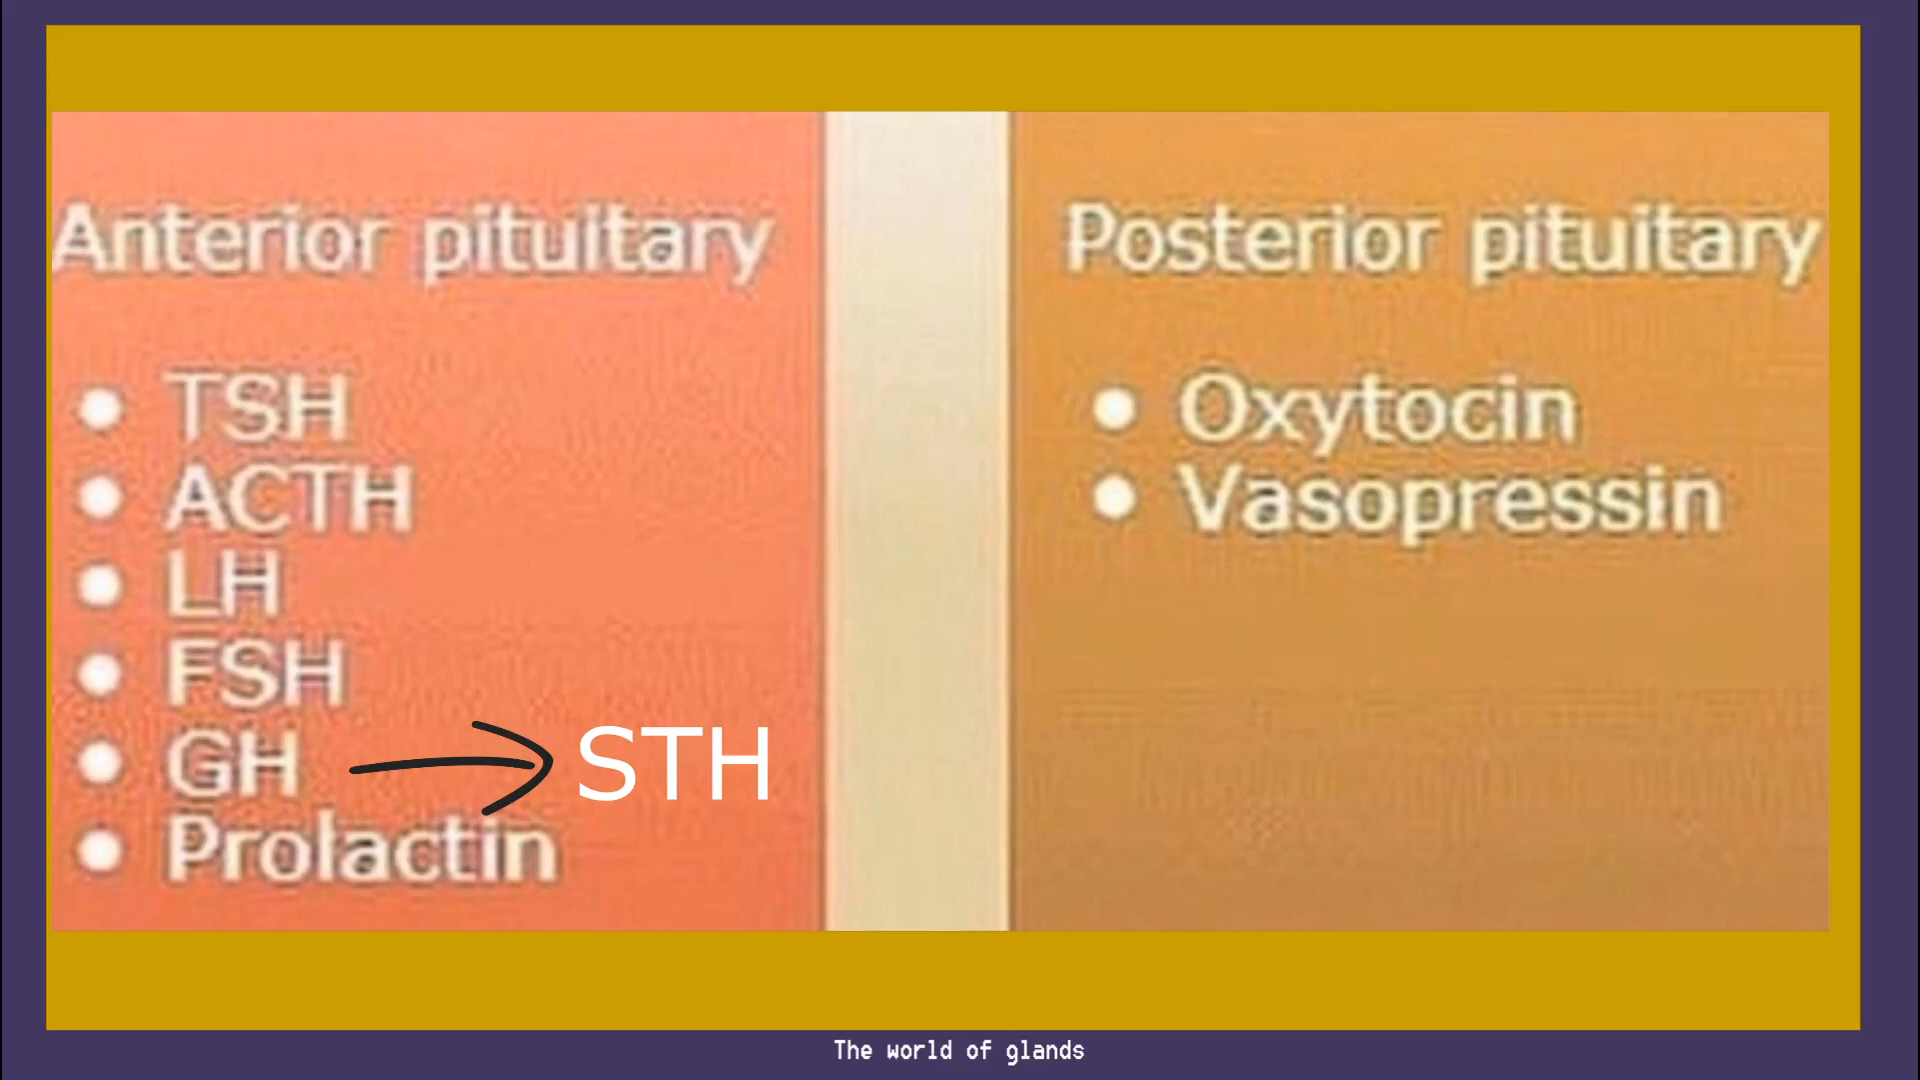 Anterior pituitary
TSH
ACTH
LH
FSH
GH → STH
Prolactin
Posterior pituitary
Oxytocin
Vasopressin
The world of glands